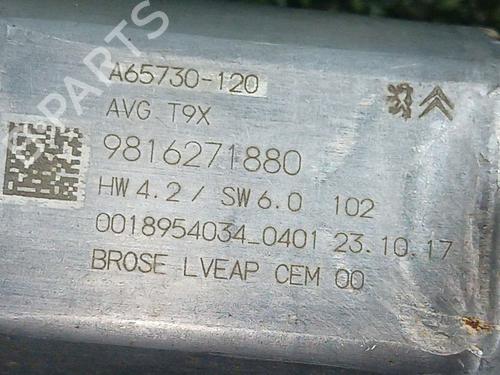 A65730-120
AVG T9X
9816271880
HW 4.2 / SW 6.0 102
0018954034_0401 23.10.17
BROSE LVEAP CEM 00
PARTS